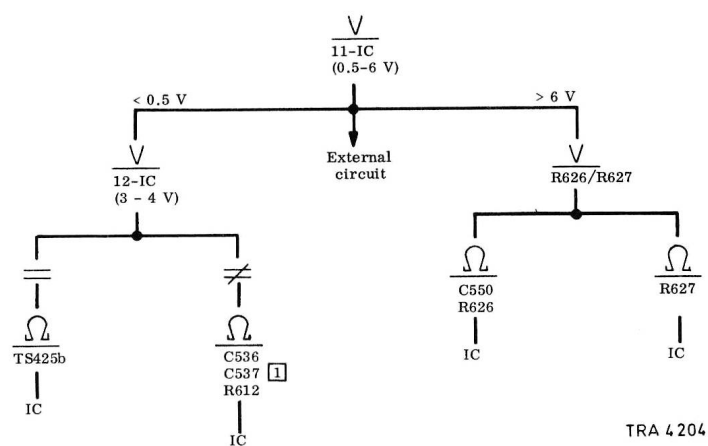 V
11-IC
(0.5-6 V)
< 0.5 V
> 6 V
External
circuit
V
12-IC
(3 - 4 V)
V
R626/R627
=
≠
Ω
TS425b
IC
Ω
C536
C537 1
R612
IC
Ω
C550
R626
IC
Ω
R627
IC
TRA 4204